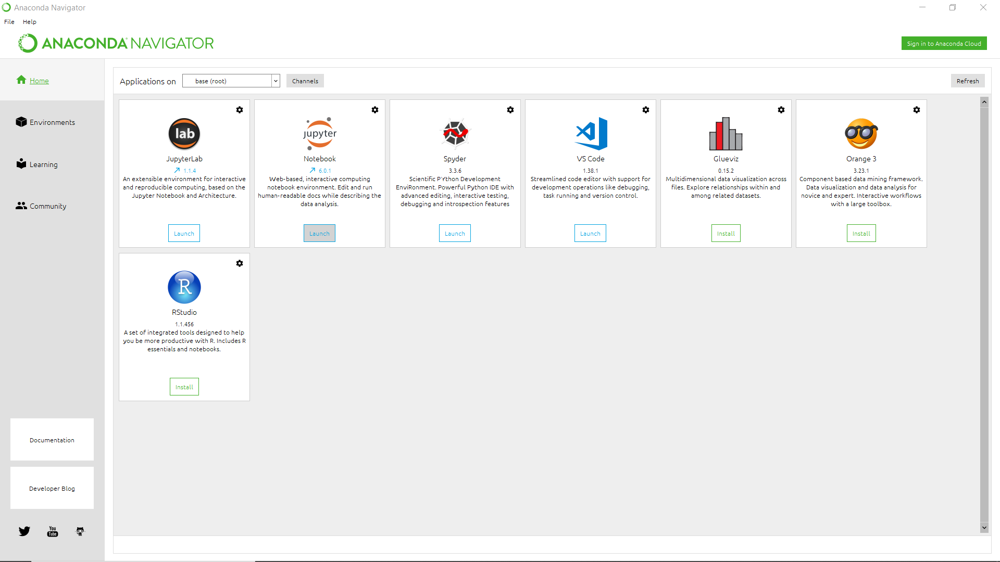 Anaconda Navigator
File Help
ANACONDA NAVIGATOR
Sign in to Anaconda Cloud
Home
Environments
Learning
Community
Documentation
Developer Blog
You
Tube
Applications on base (root) Channels Refresh
lab
JupyterLab
1.1.4
An extensible environment for interactive
and reproducible computing, based on the
Jupyter Notebook and Architecture.
Launch
jupyter
Notebook
6.0.1
Web-based, interactive computing
notebook environment. Edit and run
human-readable docs while describing the
data analysis.
Launch
Spyder
3.3.6
Scientific PYthon Development
EnviRonment. Powerful Python IDE with
advanced editing, interactive testing,
debugging and introspection features
Launch
VS Code
1.38.1
Streamlined code editor with support for
development operations like debugging,
task running and version control.
Launch
Glueviz
0.15.2
Multidimensional data visualization across
files. Explore relationships within and
among related datasets.
Install
Orange 3
3.23.1
Component based data mining framework.
Data visualization and data analysis for
novice and expert. Interactive workflows
with a large toolbox.
Install
R
RStudio
1.1.456
A set of integrated tools designed to help
you be more productive with R. Includes R
essentials and notebooks.
Install